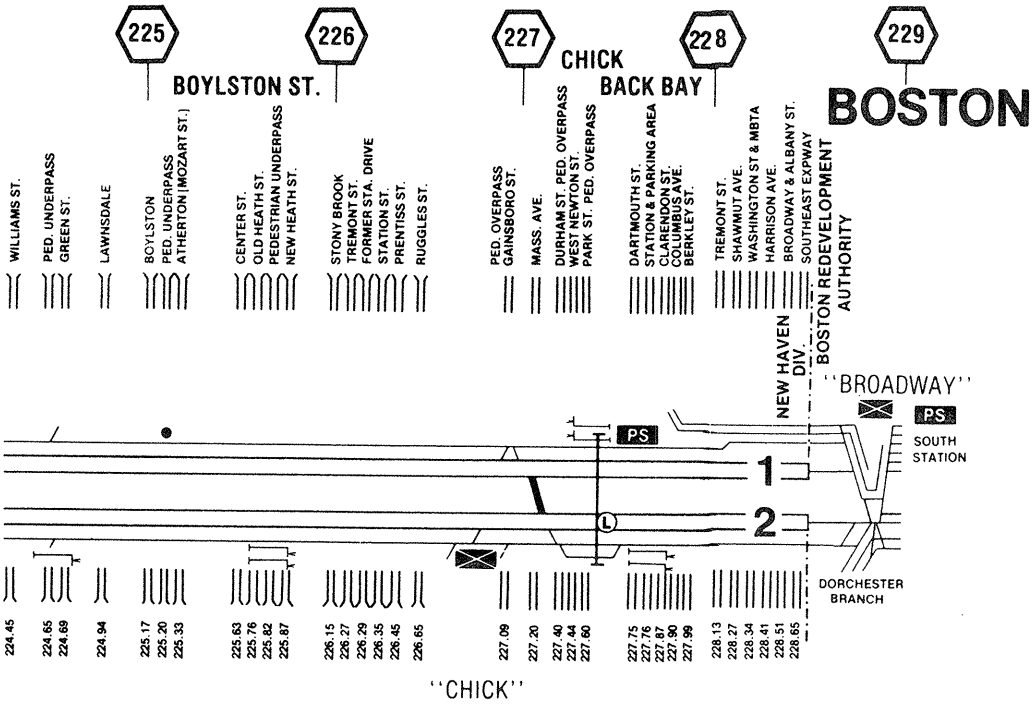 225
226
227
228
229
CHICK
BOYLSTON ST.
BACK BAY
BOSTON
WILLIAMS ST.
PED. UNDERPASS
GREEN ST.
LAWNSDALE
BOYLSTON
PED. UNDERPASS
ATHERTON [MOZART ST.]
CENTER ST.
OLD HEATH ST.
PEDESTRIAN UNDERPASS
NEW HEATH ST.
STONY BROOK
TREMONT ST.
FORMER STA. DRIVE
STATION ST.
PRENTISS ST.
RUGGLES ST.
PED. OVERPASS
GAINSBORO ST.
MASS. AVE.
DURHAM ST. PED. OVERPASS
WEST NEWTON ST.
PARK ST. PED. OVERPASS
DARTMOUTH ST.
STATION & PARKING AREA
CLARENDON ST.
COLUMBUS AVE.
BERKLEY ST.
TREMONT ST.
SHAWMUT AVE.
WASHINGTON ST & MBTA
HARRISON AVE.
BROADWAY & ALBANY ST.
SOUTHEAST EXPWAY
BOSTON REDEVELOPMENT
AUTHORITY
NEW HAVEN
DIV.
"BROADWAY"
PS
PS
SOUTH
STATION
1
2
L
DORCHESTER
BRANCH
224.45
224.65
224.69
224.94
225.17
225.20
225.33
225.63
225.76
225.82
225.87
226.15
226.27
226.29
226.35
226.45
226.65
227.09
227.20
227.40
227.44
227.60
227.75
227.76
227.87
227.90
227.99
228.13
228.27
228.34
228.41
228.51
228.65
"CHICK"